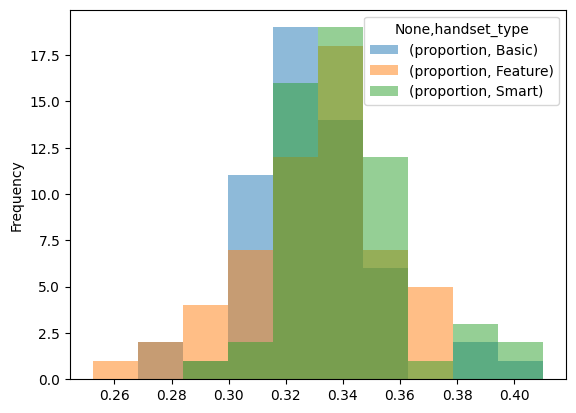 None,handset_type
(proportion, Basic)
(proportion, Feature)
(proportion, Smart)
Frequency
17.5
15.0
12.5
10.0
7.5
5.0
2.5
0.0
0.26 0.28 0.30 0.32 0.34 0.36 0.38 0.40